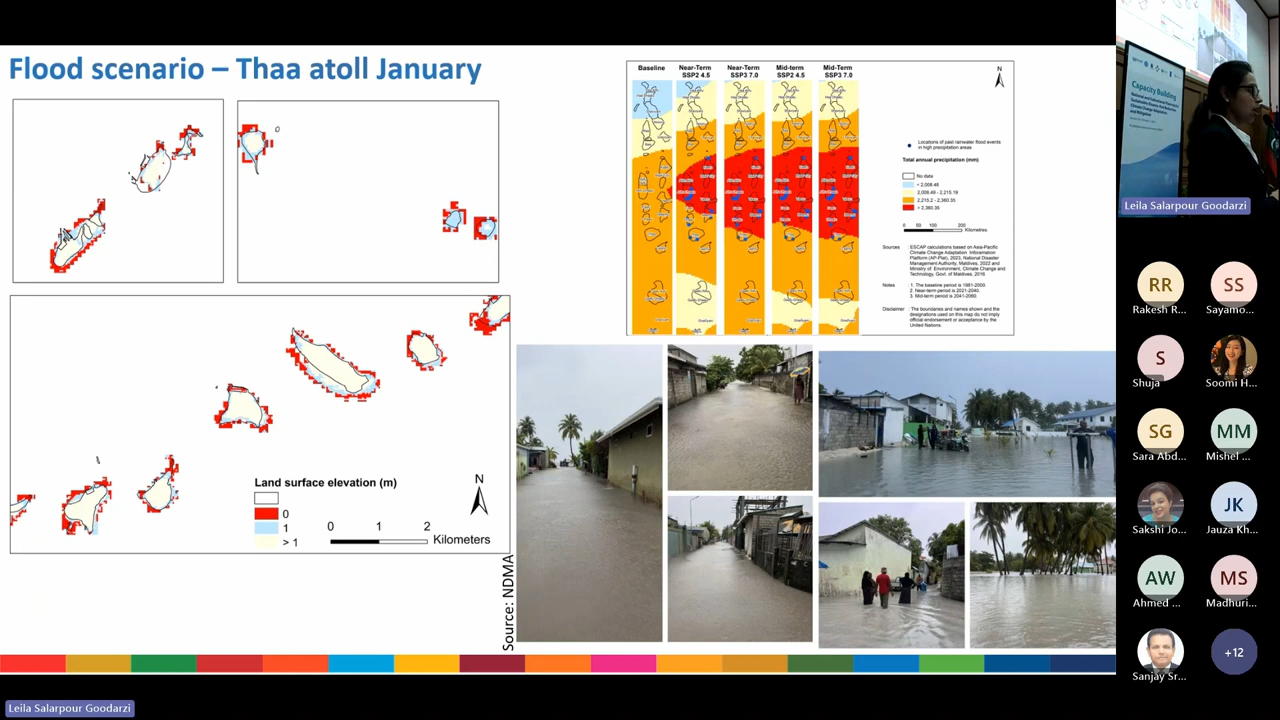 Flood scenario – Thaa atoll January
Land surface elevation (m)
0
1
> 1
N
0 1 2
Kilometers
Source: NDMA
Baseline
Near-Term
SSP2 4.5
Near-Term
SSP3 7.0
Mid-term
SSP2 4.5
Mid-Term
SSP3 7.0
N
Locations of past rainwater flood events
in high precipitation areas
Total annual precipitation (mm)
No data
< 2,008.48
2,008.49 - 2,215.19
2,215.2 - 2,360.35
> 2,360.35
0 50 100 200
Kilometres
Sources : ESCAP calculations based on Asia-Pacific
Climate Change Adaptation Information
Platform (AP-Plat), 2023, National Disaster
Management Authority, Maldives, 2022 and
Ministry of Environment, Climate Change and
Technology, Govt. of Maldives, 2016
Notes : 1. The baseline period is 1981-2000.
2. Near-term period is 2021-2040.
3. Mid-term period is 2041-2060.
Disclaimer : The boundaries and names shown and the
designations used on this map do not imply
official endorsement or acceptance by the
United Nations.
Capacity Building
Leila Salarpour Goodarzi
RR
Rakesh R...
SS
Sayamo...
S
Shuja
Soomi H...
SG
Sara Abd...
MM
Mishel ...
Sakshi Jo...
JK
Jauza Kh...
AW
Ahmed ...
MS
Madhuri...
Sanjay Sr...
+12
Leila Salarpour Goodarzi